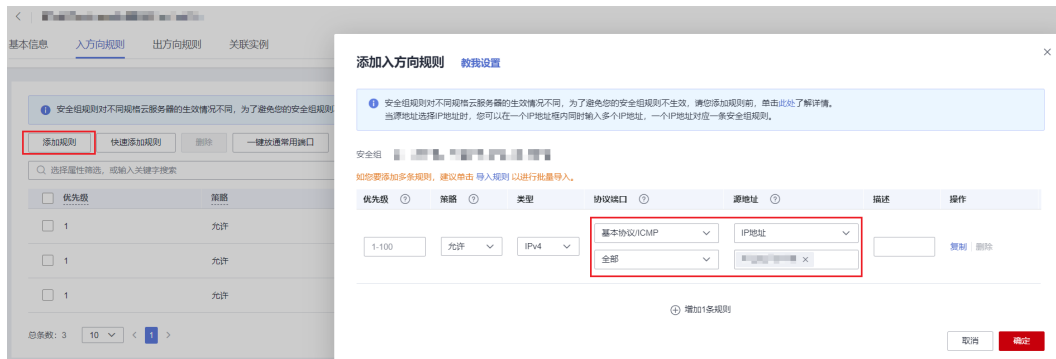 基本信息 入方向规则 出方向规则 关联实例
安全组规则对不同规格云服务器的生效情况不同，为了避免您的安全组规则
添加规则 快速添加规则 删除 一键放通常用端口
选择属性筛选，或输入关键字搜索
优先级 策略
1 允许
1 允许
1 允许
总条数：3 10 1
添加入方向规则 教我设置
安全组规则对不同规格云服务器的生效情况不同，为了避免您的安全组规则不生效，请您添加规则前，单击此处了解详情。
当源地址选择IP地址时，您可以在一个IP地址框内同时输入多个IP地址，一个IP地址对应一条安全组规则。
安全组
如您要添加多条规则，建议单击 导入规则 以进行批量导入。
优先级 策略 类型 协议端口 源地址 描述 操作
1-100 允许 IPv4 基本协议/ICMP IP地址 复制 删除
全部
增加1条规则
取消 确定